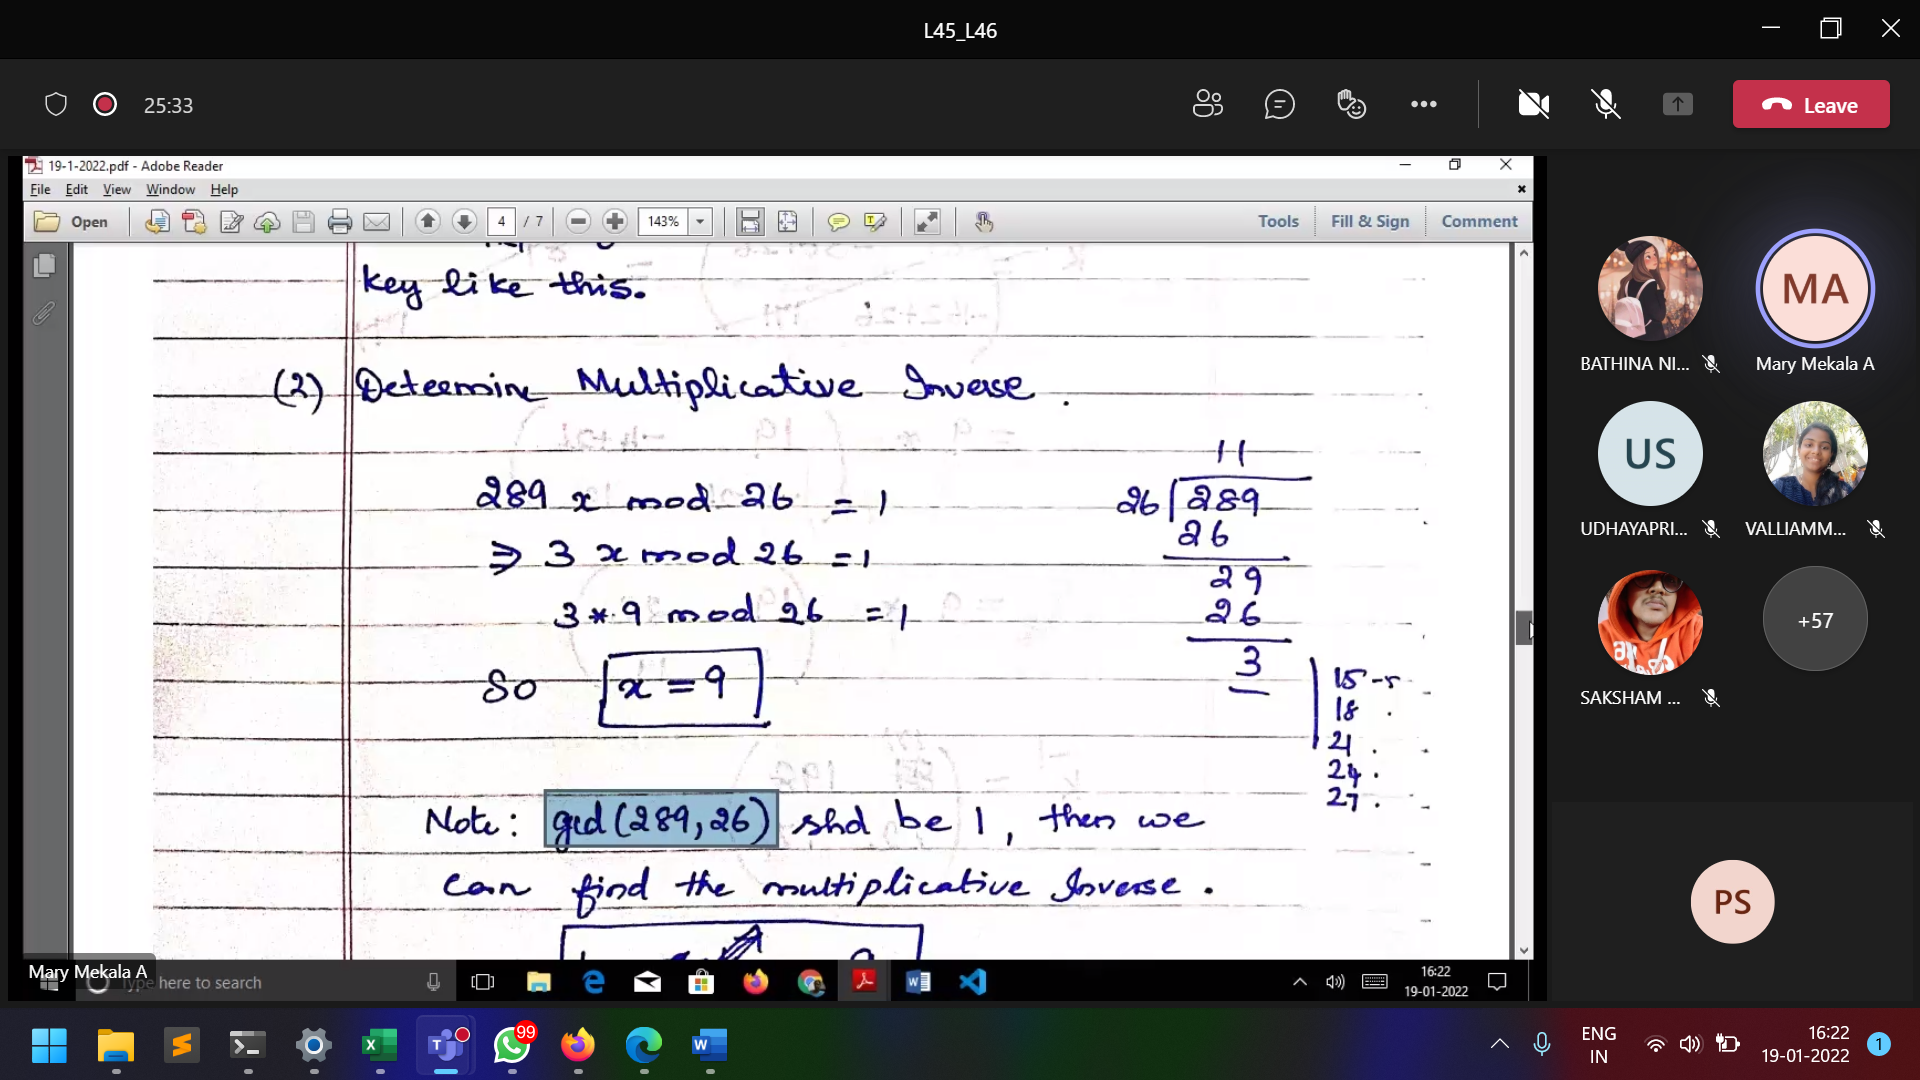 L45_L46
25:33
Leave
19-1-2022.pdf - Adobe Reader
File Edit View Window Help
Open 4 / 7 143% Tools Fill & Sign Comment
key like this.
(2) Determine Multiplicative Inverse.
289 x mod 26 = 1
⇒ 3 x mod 26 = 1
3 * 9 mod 26 = 1
So x = 9
11
26 289
26
29
26
3
15 -5
18 .
21 .
24 .
27 .
Note: gcd(289,26) shd be 1, then we
can find the multiplicative Inverse.
Mary Mekala A
Type here to search
16:22
19-01-2022
BATHINA NI...
MA
Mary Mekala A
US
UDHAYAPRI...
VALLIAMM...
SAKSHAM ...
+57
PS
99
ENG
IN
16:22
19-01-2022
1